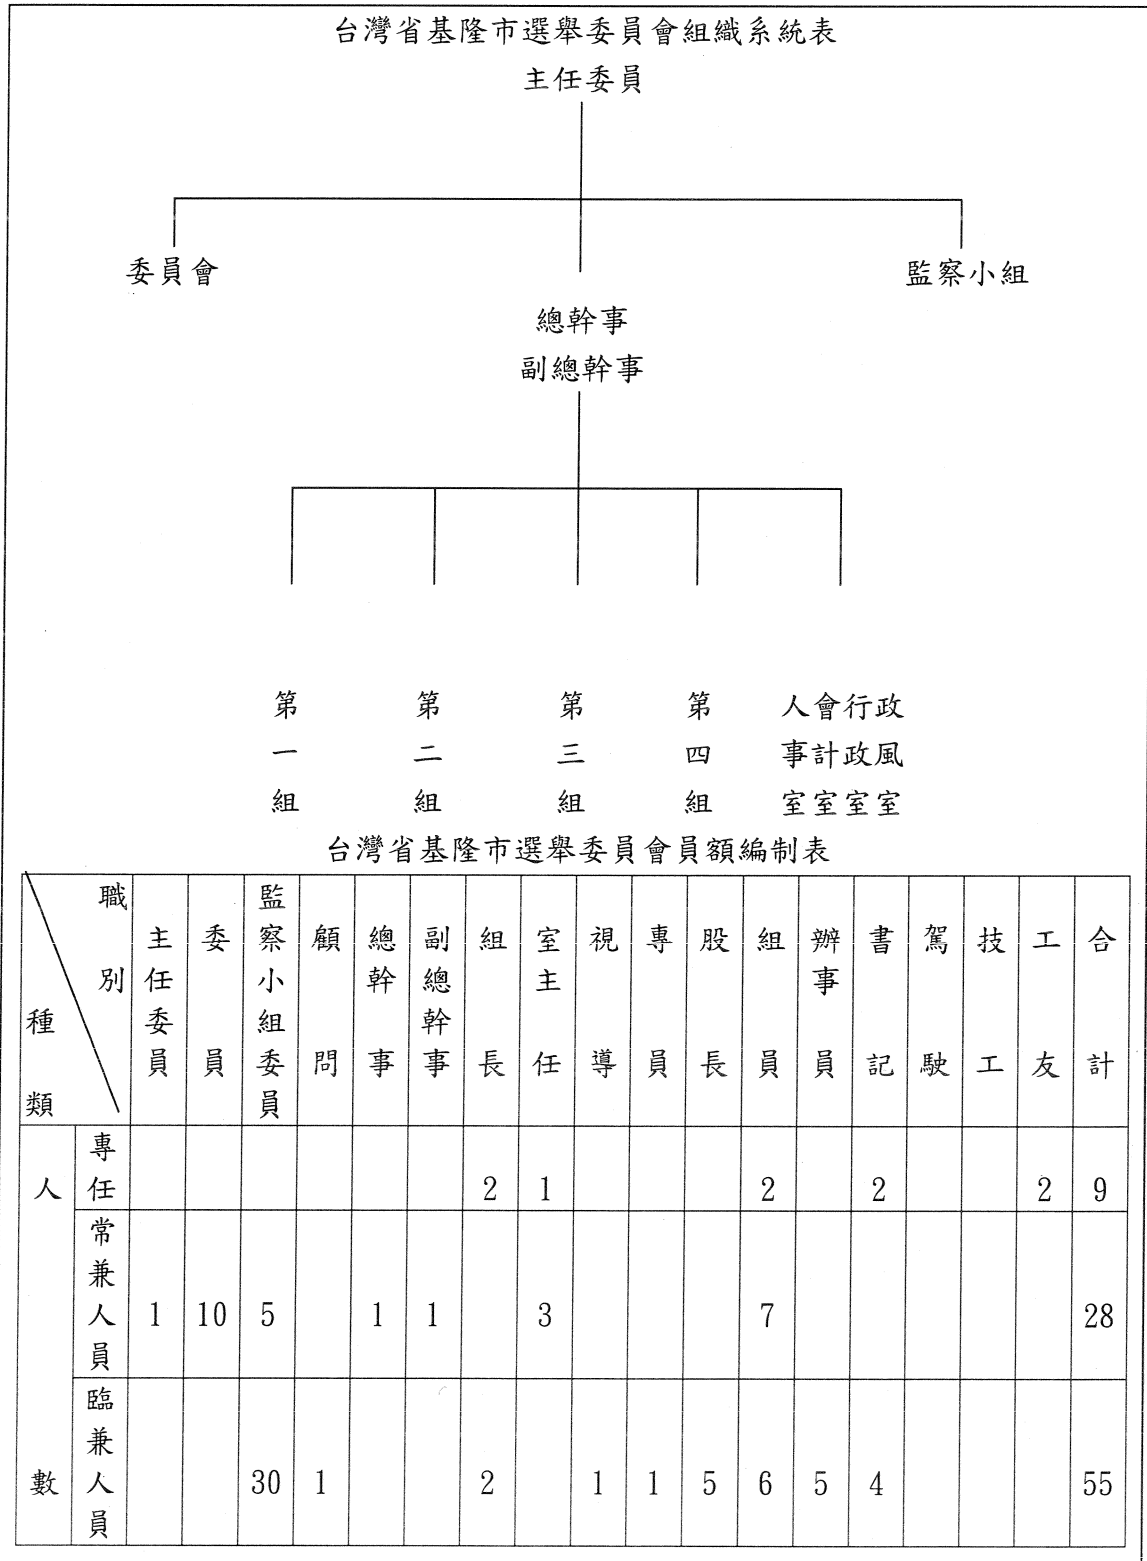 台灣省基隆市選舉委員會組織系統表
主任委員
委員會
監察小組
總幹事
副總幹事
第一組
第二組
第三組
第四組
人事室
會計室
行政室
政風室
台灣省基隆市選舉委員會員額編制表
職別
種類
主任委員
委員
監察小組委員
顧問
總幹事
副總幹事
組長
室主任
視導
專員
股長
組員
辦事員
書記
駕駛
技工
工友
合計
人數
專任
2 1 2 2 2 9
常兼人員
1 10 5 1 1 3 7 28
臨兼人員
30 1 2 1 1 5 6 5 4 55